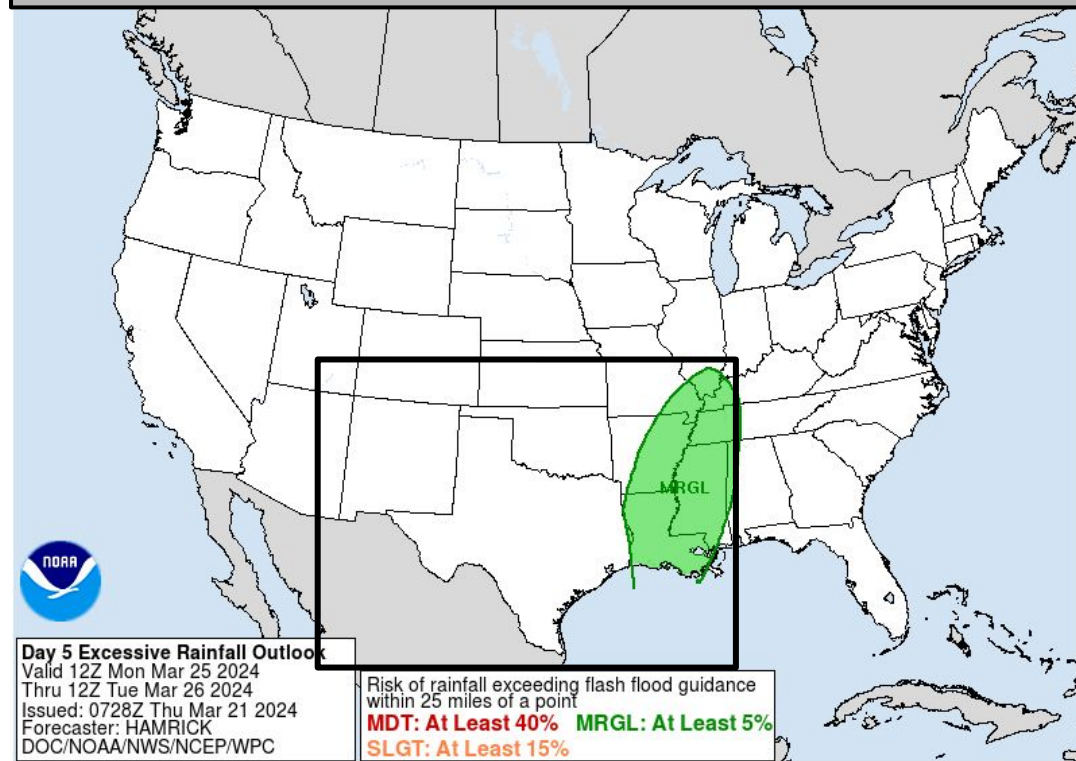 MRGL
NOAA
Day 5 Excessive Rainfall Outlook
Valid 12Z Mon Mar 25 2024
Thru 12Z Tue Mar 26 2024
Issued: 0728Z Thu Mar 21 2024
Forecaster: HAMRICK
DOC/NOAA/NWS/NCEP/WPC
Risk of rainfall exceeding flash flood guidance
within 25 miles of a point
MDT: At Least 40% MRGL: At Least 5%
SLGT: At Least 15%